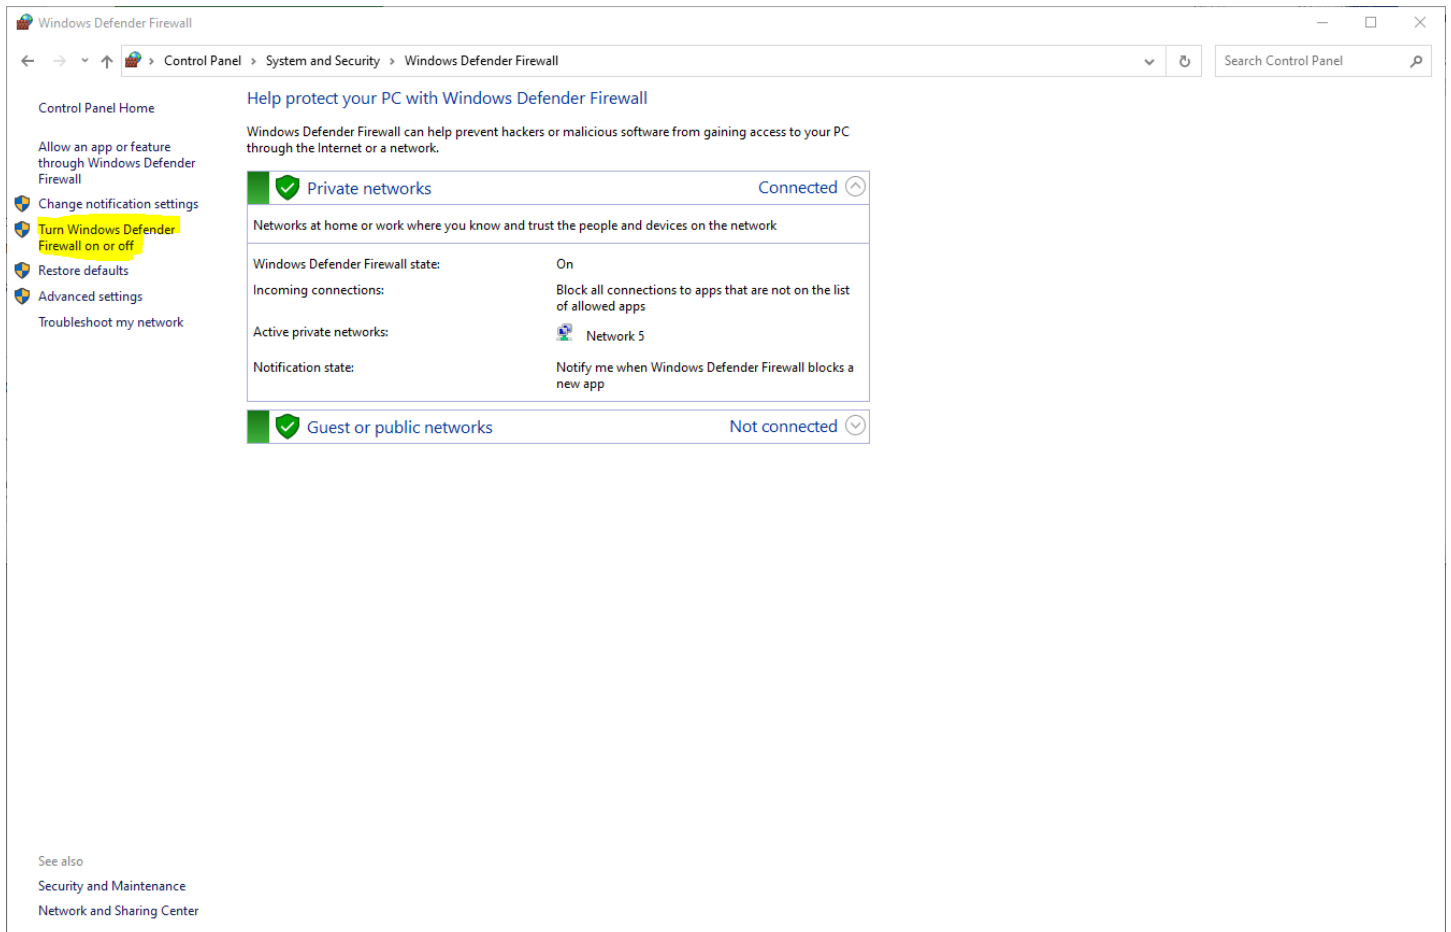 Windows Defender Firewall
Control Panel › System and Security › Windows Defender Firewall
Search Control Panel
Control Panel Home
Allow an app or feature
through Windows Defender
Firewall
Change notification settings
Turn Windows Defender
Firewall on or off
Restore defaults
Advanced settings
Troubleshoot my network
Help protect your PC with Windows Defender Firewall
Windows Defender Firewall can help prevent hackers or malicious software from gaining access to your PC
through the Internet or a network.
Private networks Connected
Networks at home or work where you know and trust the people and devices on the network
Windows Defender Firewall state: On
Incoming connections: Block all connections to apps that are not on the list
of allowed apps
Active private networks: Network 5
Notification state: Notify me when Windows Defender Firewall blocks a
new app
Guest or public networks Not connected
See also
Security and Maintenance
Network and Sharing Center